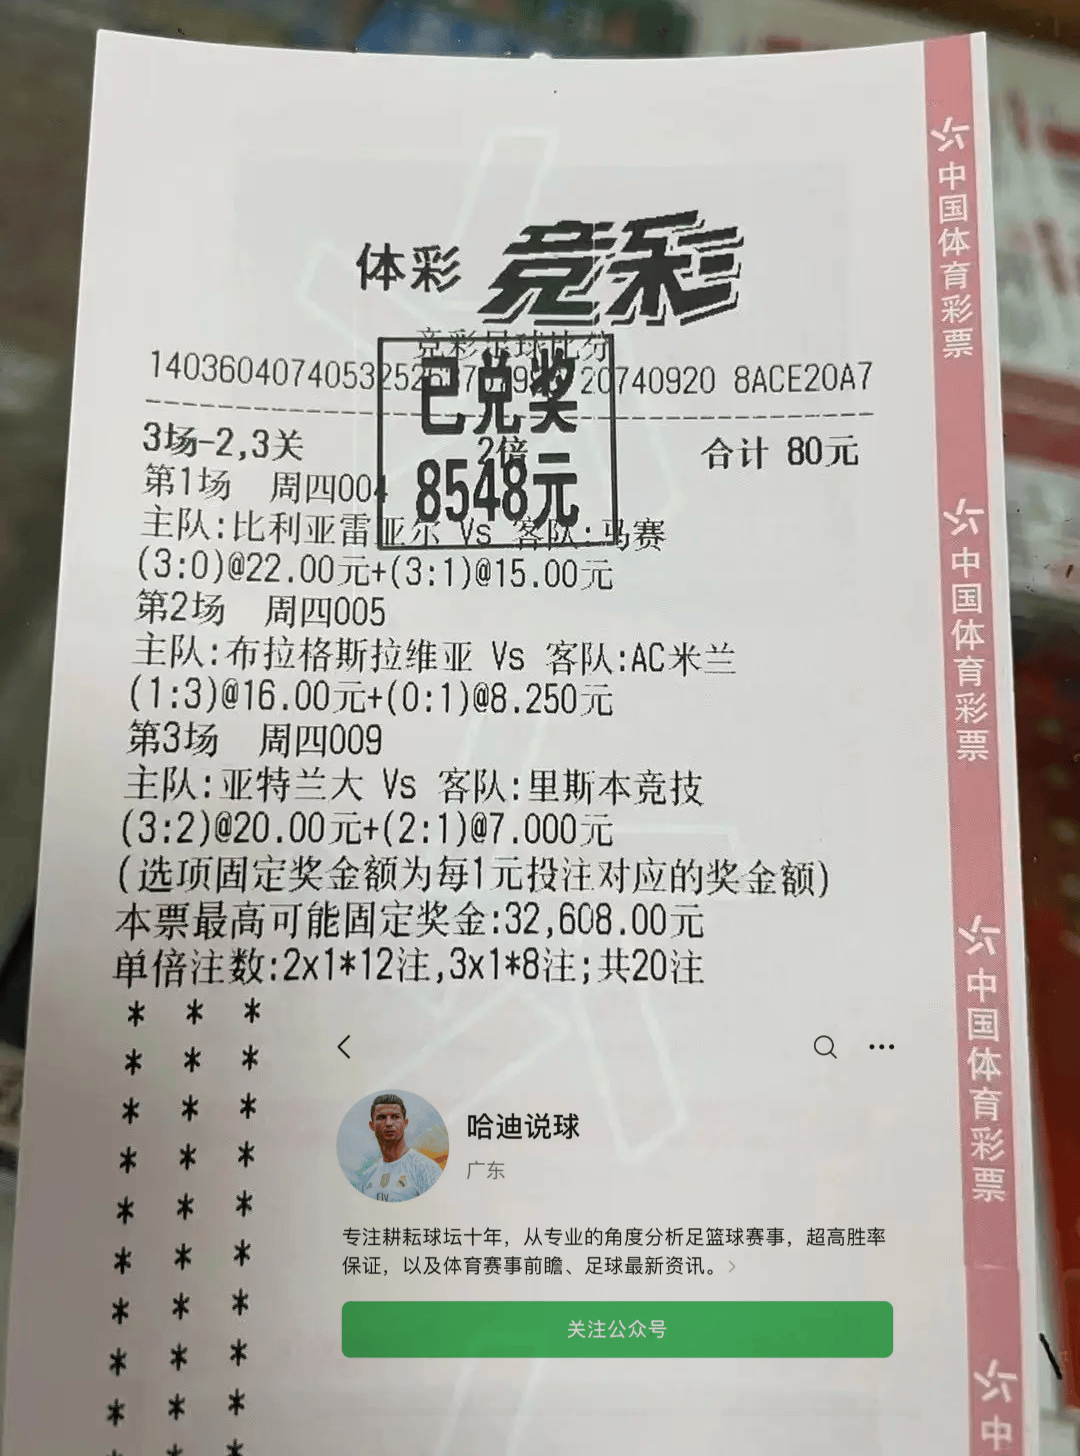 体彩 竞彩
竞彩足球比分
20740920 8ACE20A7
已兑奖
8548元
3场-2,3关 2倍 合计 80元
第1场 周四004
主队:比利亚雷亚尔 Vs 客队:马赛
(3:0)@22.00元+(3:1)@15.00元
第2场 周四005
主队:布拉格斯拉维亚 Vs 客队:AC米兰
(1:3)@16.00元+(0:1)@8.250元
第3场 周四009
主队:亚特兰大 Vs 客队:里斯本竞技
(3:2)@20.00元+(2:1)@7.000元
(选项固定奖金额为每1元投注对应的奖金额)
本票最高可能固定奖金:32,608.00元
单倍注数:2x1*12注,3x1*8注;共20注
* * *
* * *
* * *
* * *
* * *
* * *
* * *
* * *
* * *
* * *
哈迪说球
广东
专注耕耘球坛十年，从专业的角度分析足篮球赛事，超高胜率
保证，以及体育赛事前瞻、足球最新资讯。
关注公众号
中国体育彩票
中国体育彩票
中国体育彩票
中